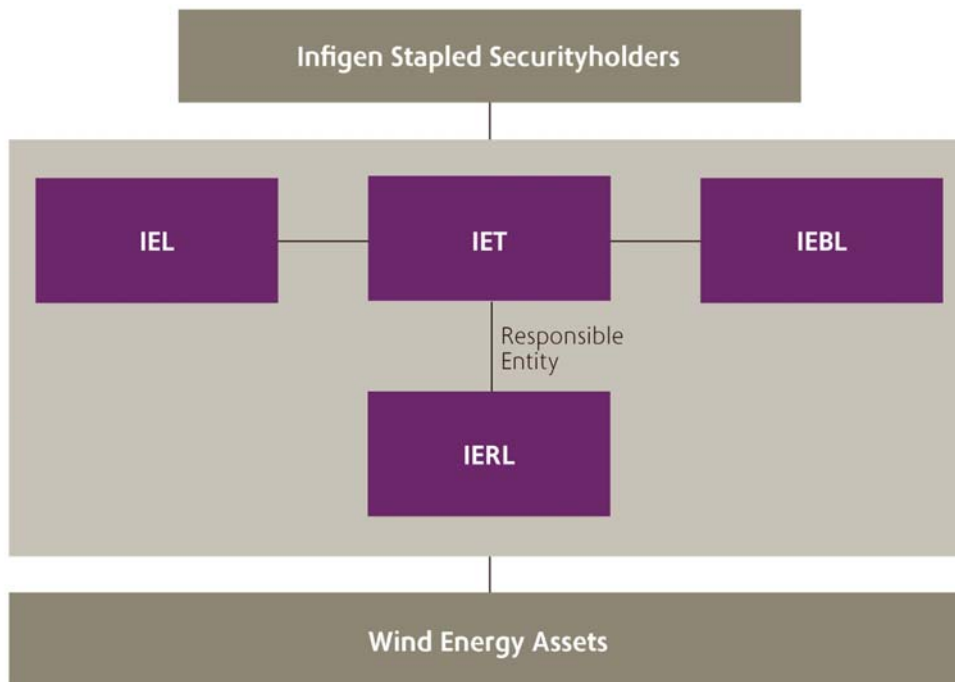 Infigen Stapled Securityholders
IEL
IET
IEBL
Responsible
Entity
IERL
Wind Energy Assets